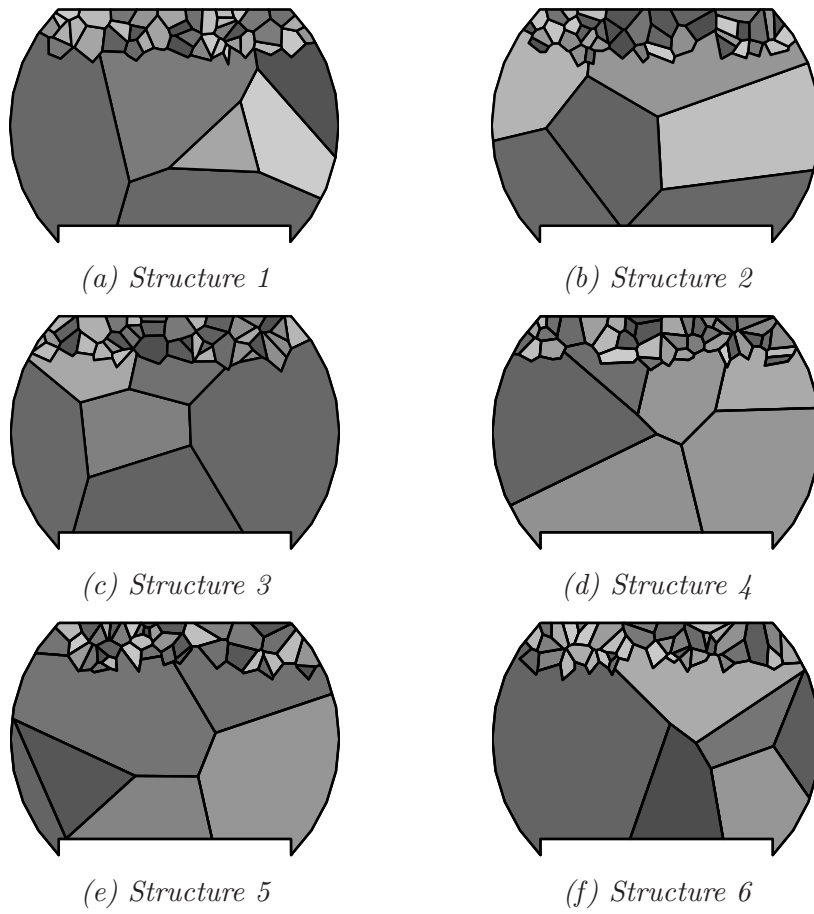 (a) Structure 1
(b) Structure 2
(c) Structure 3
(d) Structure 4
(e) Structure 5
(f) Structure 6